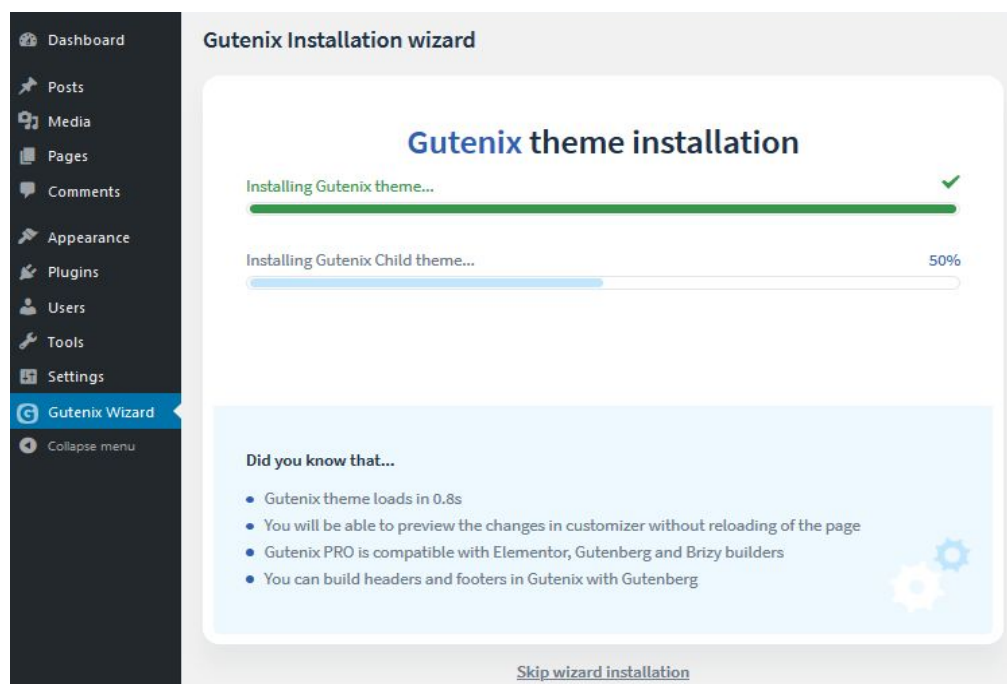 Dashboard
Posts
Media
Pages
Comments
Appearance
Plugins
Users
Tools
Settings
Gutenix Wizard
Collapse menu
Gutenix Installation wizard
Gutenix theme installation
Installing Gutenix theme...
Installing Gutenix Child theme...
50%
Did you know that...
Gutenix theme loads in 0.8s
You will be able to preview the changes in customizer without reloading of the page
Gutenix PRO is compatible with Elementor, Gutenberg and Brizy builders
You can build headers and footers in Gutenix with Gutenberg
Skip wizard installation